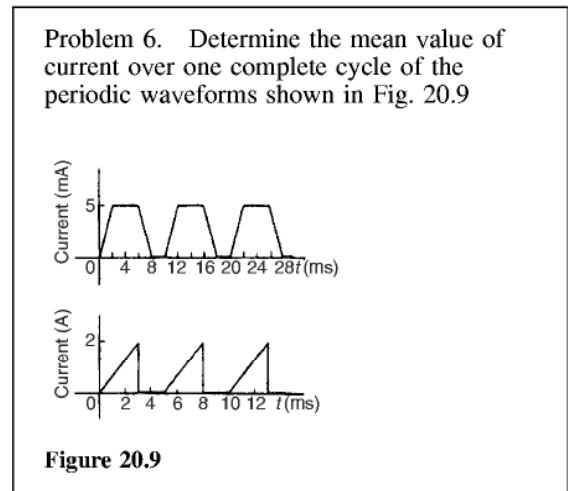 Problem 6. Determine the mean value of
current over one complete cycle of the
periodic waveforms shown in Fig. 20.9
Current (mA)
5
0 4 8 12 16 20 24 28 t (ms)
Current (A)
2
0 2 4 6 8 10 12 t (ms)
Figure 20.9